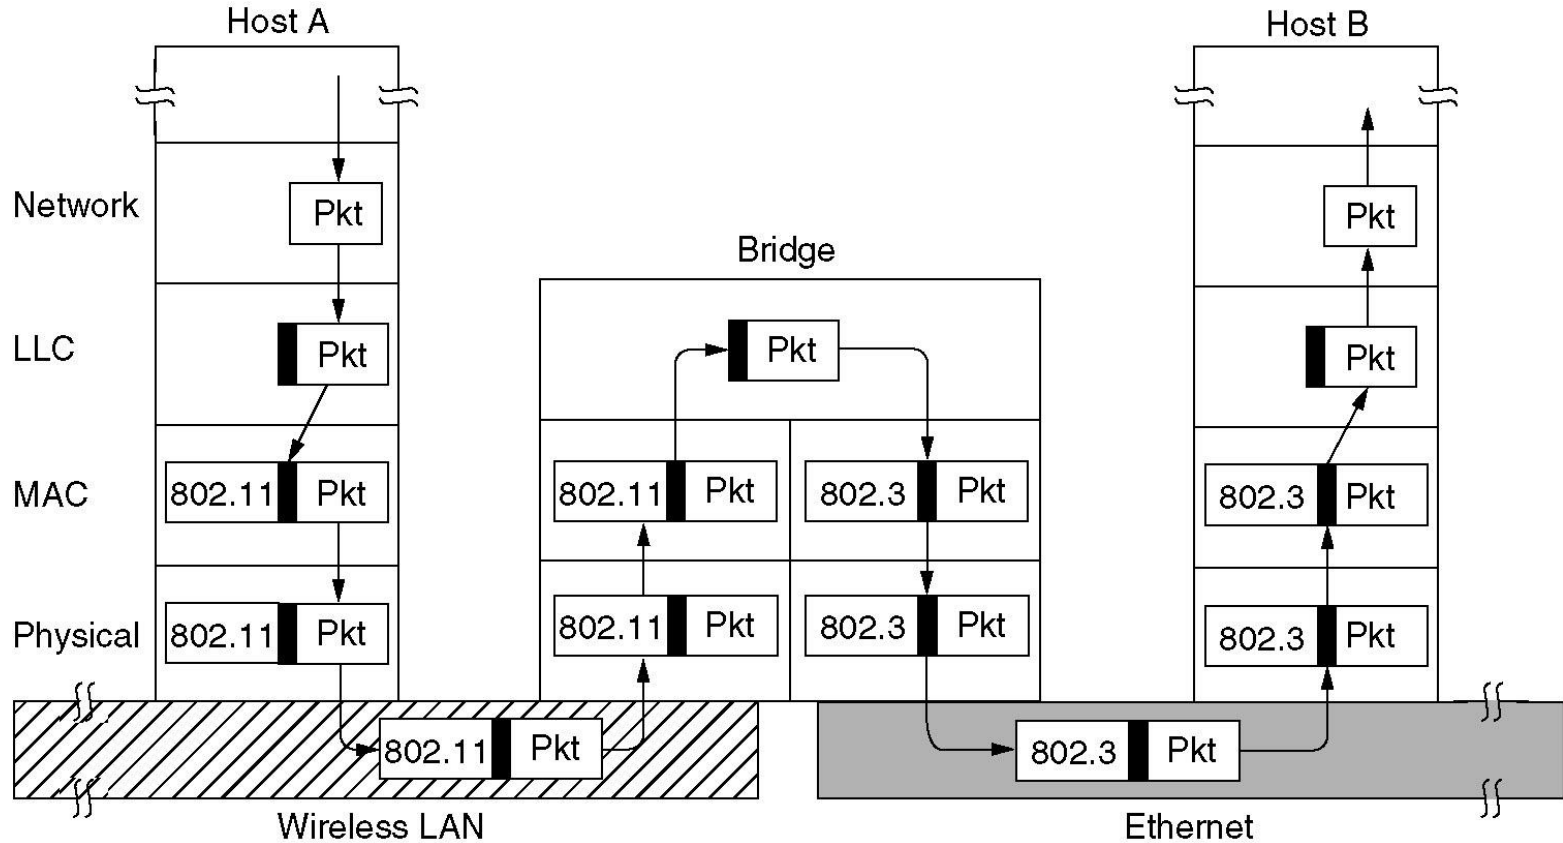 Host A
Host B
Network
Pkt
Pkt
Bridge
LLC
Pkt
Pkt
Pkt
MAC
802.11 Pkt
802.11 Pkt
802.3 Pkt
802.3 Pkt
Physical
802.11 Pkt
802.11 Pkt
802.3 Pkt
802.3 Pkt
802.11 Pkt
802.3 Pkt
Wireless LAN
Ethernet